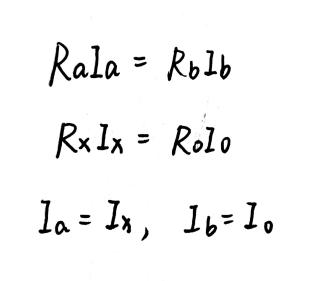 RaIa = RbIb
RxIx = RoIo
Ia = Ix, Ib = Io